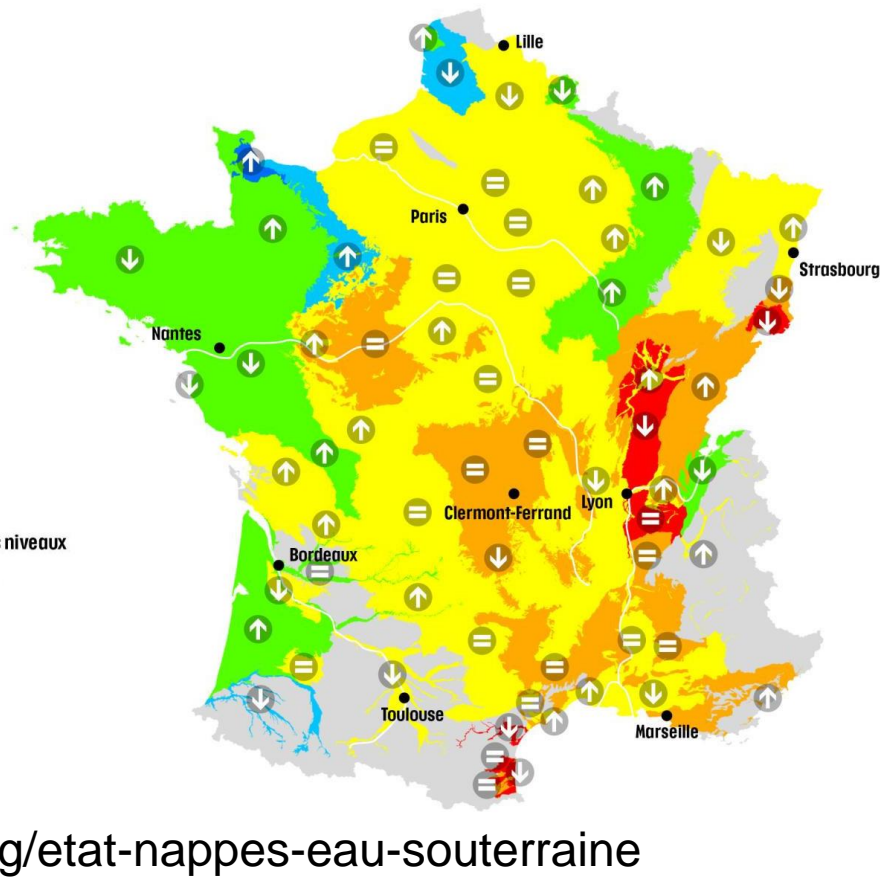 Lille
Paris
Strasbourg
Nantes
s niveaux
Clermont-Ferrand
Lyon
Bordeaux
Toulouse
Marseille
g/etat-nappes-eau-souterraine